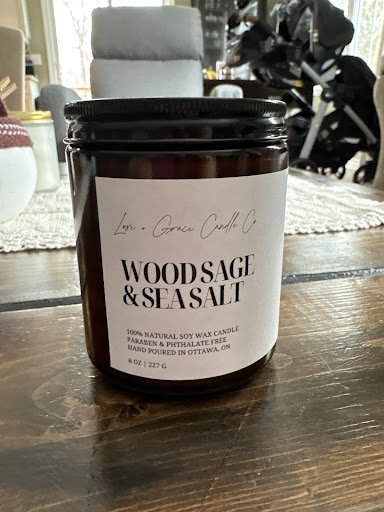 Love + Grace Candle Co
WOOD SAGE
& SEA SALT
100% NATURAL SOY WAX CANDLE
PARABEN & PHTHALATE FREE
HAND POURED IN OTTAWA, ON
8 OZ | 227 G